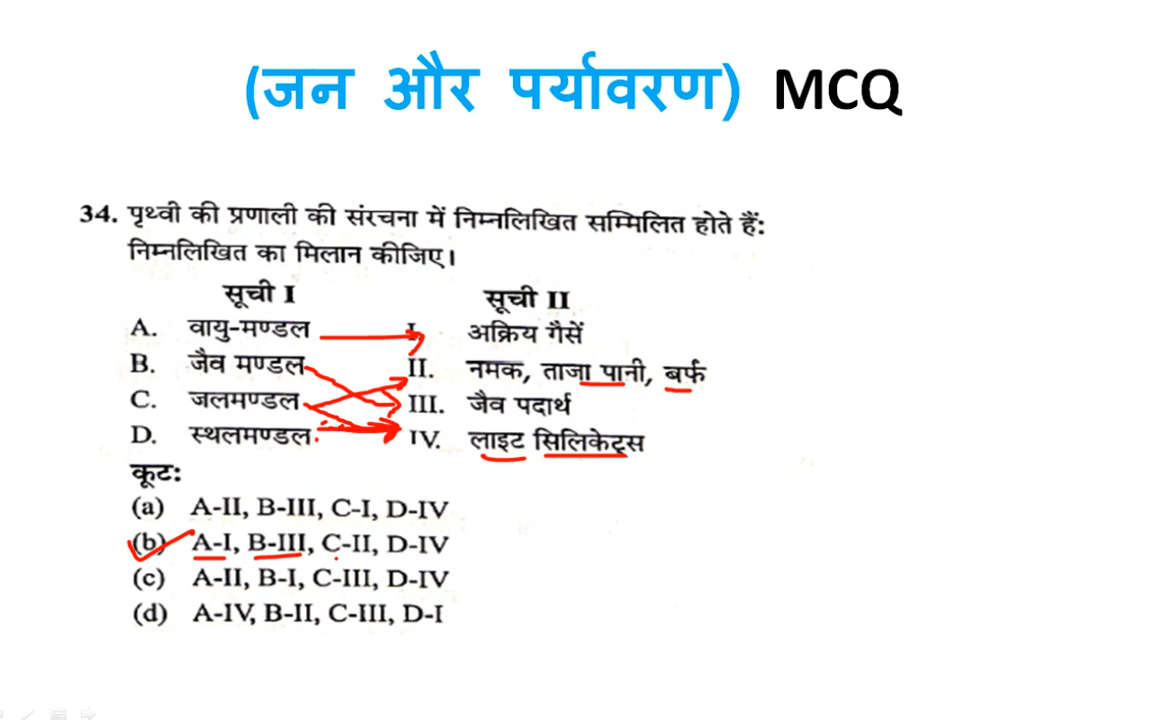 (जन और पर्यावरण) MCQ
34. पृथ्वी की प्रणाली की संरचना में निम्नलिखित सम्मिलित होते हैं:
निम्नलिखित का मिलान कीजिए।
सूची I सूची II
A. वायु-मण्डल I. अक्रिय गैसें
B. जैव मण्डल II. नमक, ताजा पानी, बर्फ
C. जलमण्डल III. जैव पदार्थ
D. स्थलमण्डल IV. लाइट सिलिकेट्स
कूट:
(a) A-II, B-III, C-I, D-IV
(b) A-I, B-III, C-II, D-IV
(c) A-II, B-I, C-III, D-IV
(d) A-IV, B-II, C-III, D-I